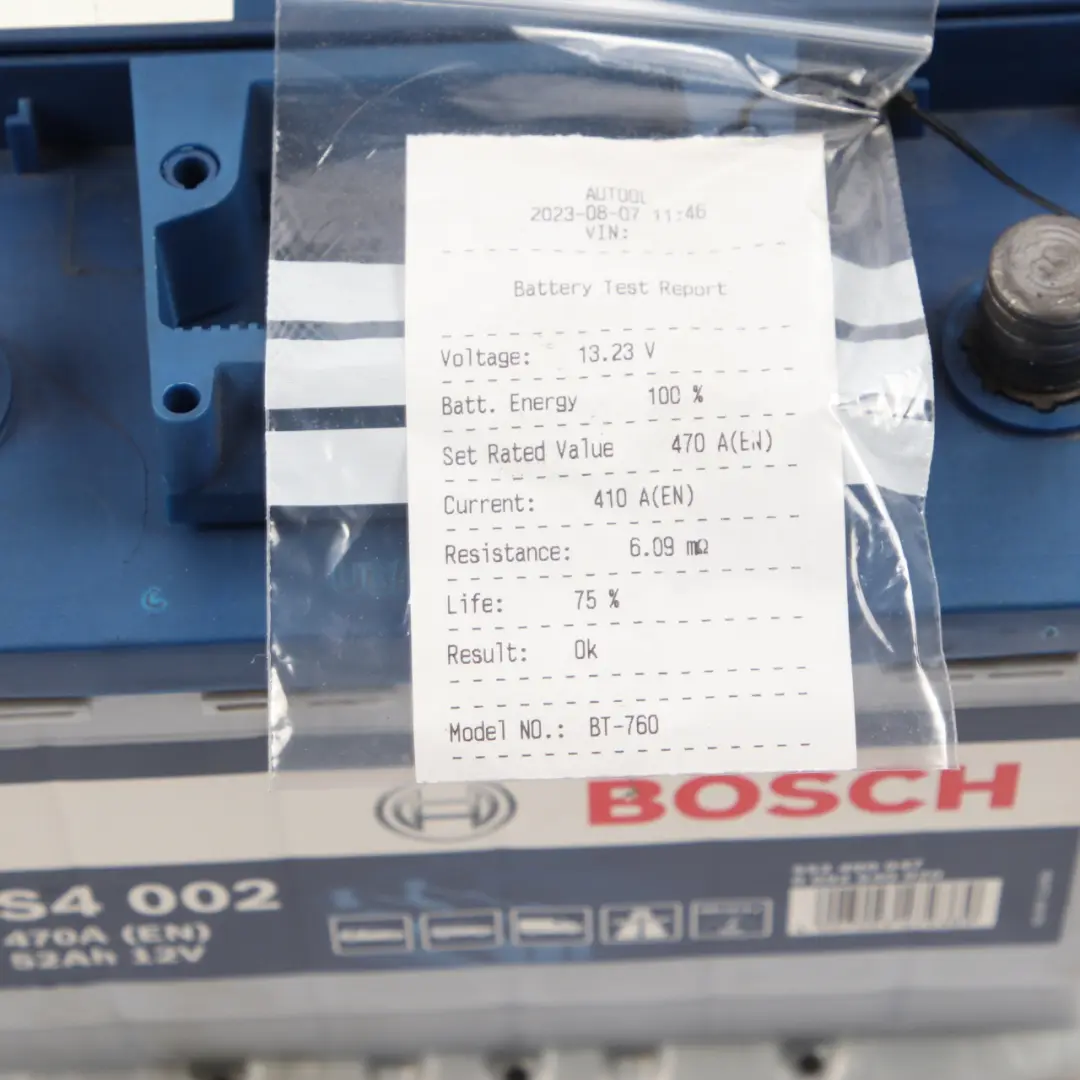 AUTOOL
2023-08-07 11:46
VIN:
Battery Test Report
Voltage: 13.23 V
Batt. Energy 100 %
Set Rated Value 470 A(EN)
Current: 410 A(EN)
Resistance: 6.09 mΩ
Life: 75 %
Result: Ok
Model NO.: BT-760
BOSCH
S4 002
470A (EN)
52Ah 12V